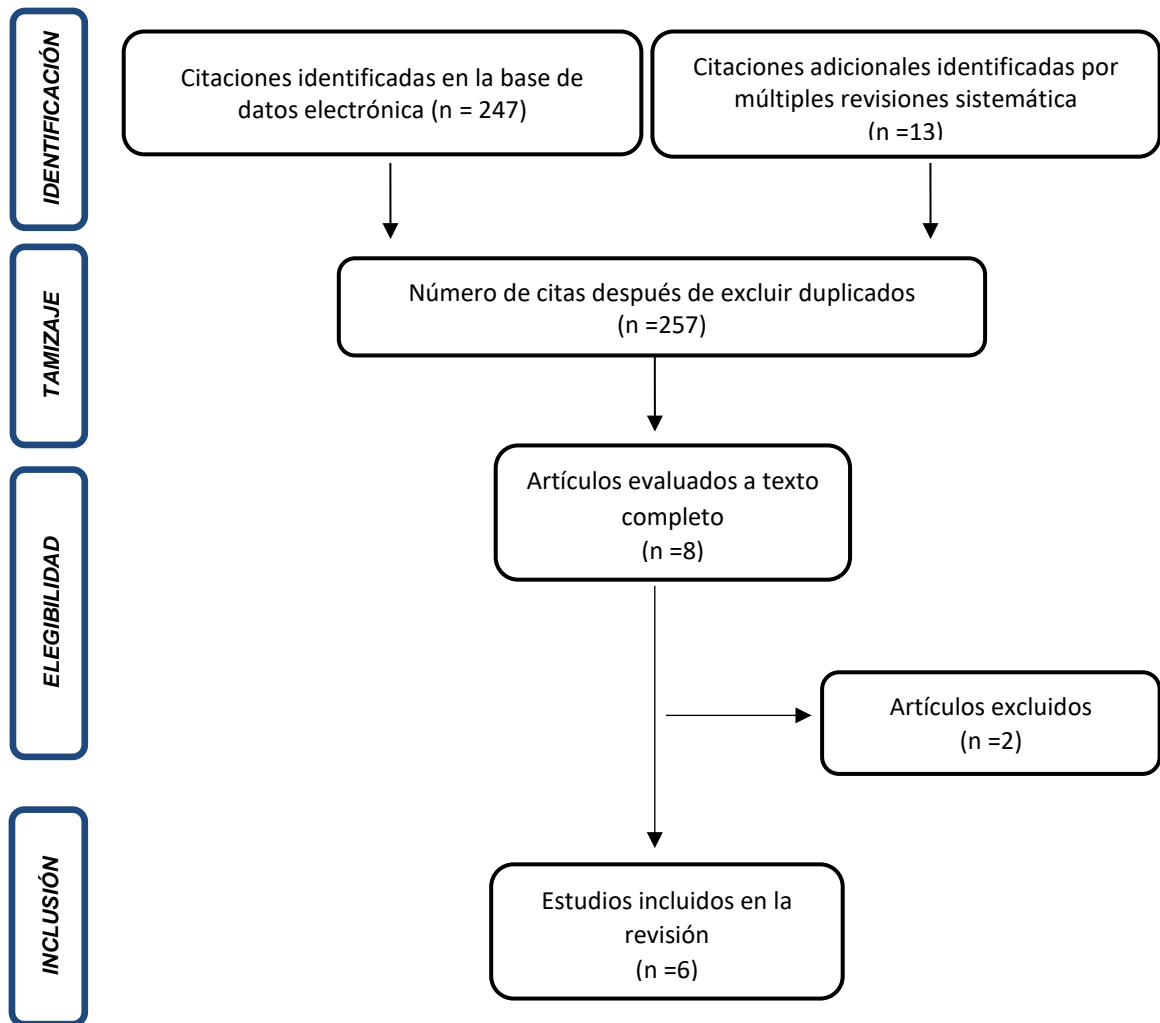 IDENTIFICACIÓN
Citaciones identificadas en la base de
datos electrónica (n = 247)
Citaciones adicionales identificadas por
múltiples revisiones sistemática
(n =13)
TAMIZAJE
Número de citas después de excluir duplicados
(n =257)
ELEGIBILIDAD
Artículos evaluados a texto
completo
(n =8)
Artículos excluidos
(n =2)
INCLUSIÓN
Estudios incluidos en la
revisión
(n =6)